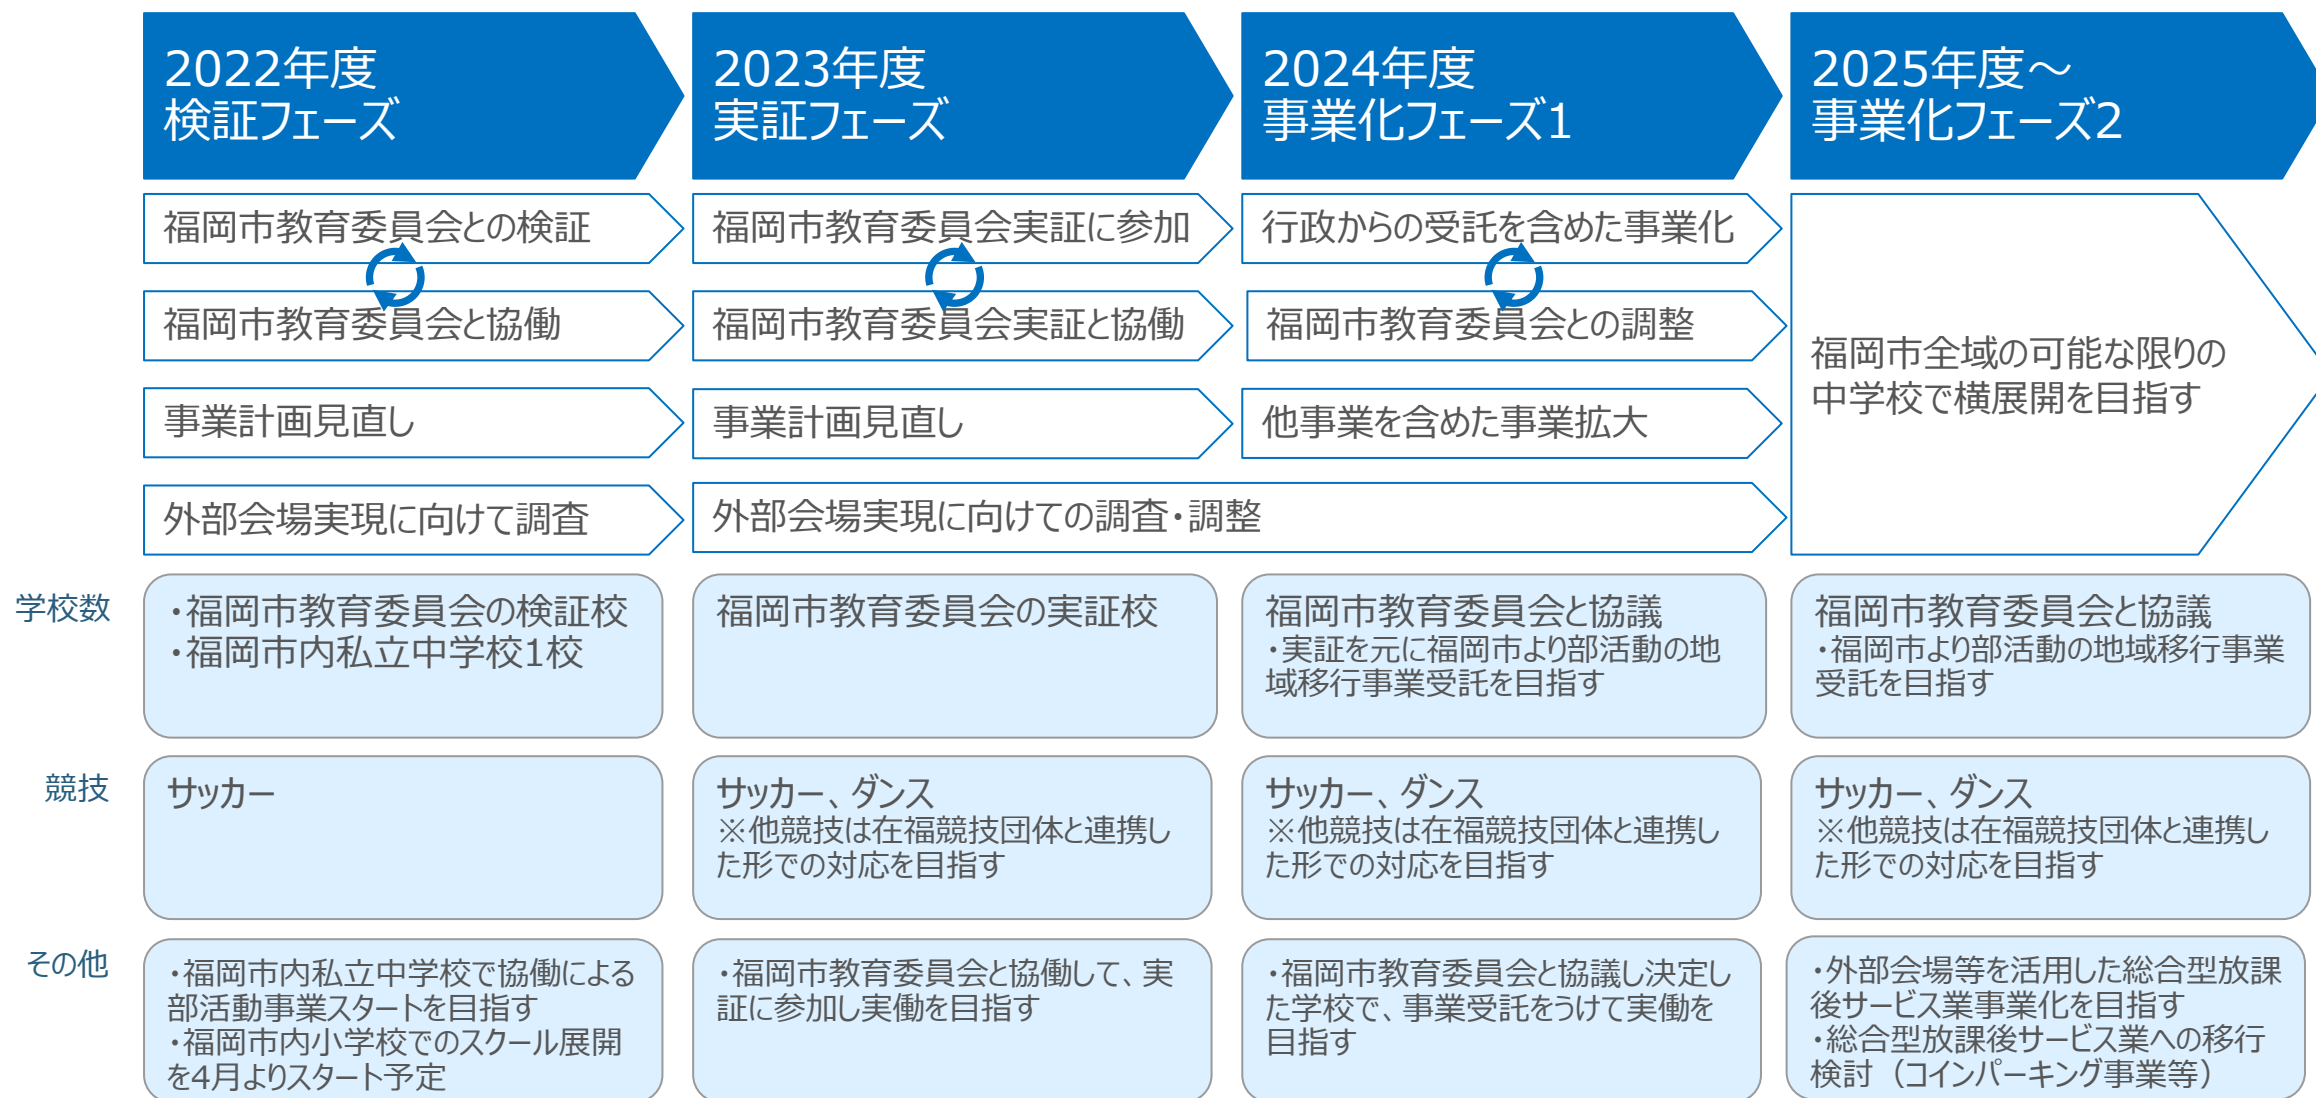 2022年度
検証フェーズ
2023年度
実証フェーズ
2024年度
事業化フェーズ1
2025年度～
事業化フェーズ2
福岡市教育委員会との検証
福岡市教育委員会実証に参加
行政からの受託を含めた事業化
福岡市教育委員会と協働
福岡市教育委員会実証と協働
福岡市教育委員会との調整
事業計画見直し
事業計画見直し
他事業を含めた事業拡大
外部会場実現に向けて調査
外部会場実現に向けての調査・調整
福岡市全域の可能な限りの
中学校で横展開を目指す
学校数
・福岡市教育委員会の検証校
・福岡市内私立中学校1校
福岡市教育委員会の実証校
福岡市教育委員会と協議
・実証を元に福岡市より部活動の地
域移行事業受託を目指す
福岡市教育委員会と協議
・福岡市より部活動の地域移行事業
受託を目指す
競技
サッカー
サッカー、ダンス
※他競技は在福競技団体と連携し
た形での対応を目指す
サッカー、ダンス
※他競技は在福競技団体と連携し
た形での対応を目指す
サッカー、ダンス
※他競技は在福競技団体と連携し
た形での対応を目指す
その他
・福岡市内私立中学校で協働による
部活動事業スタートを目指す
・福岡市内小学校でのスクール展開
を4月よりスタート予定
・福岡市教育委員会と協働して、実
証に参加し実働を目指す
・福岡市教育委員会と協議し決定し
た学校で、事業受託をうけて実働を
目指す
・外部会場等を活用した総合型放課
後サービス業事業化を目指す
・総合型放課後サービス業への移行
検討（コインパーキング事業等）